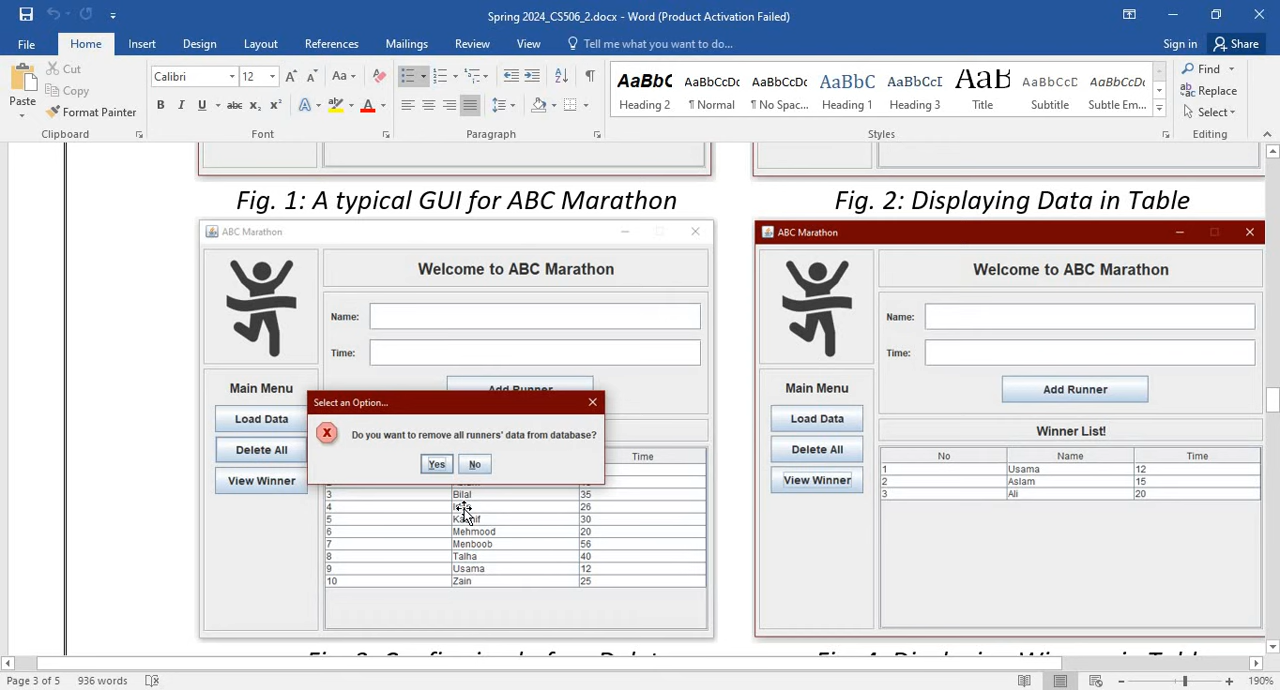 Spring 2024_CS506_2.docx - Word (Product Activation Failed)
File Home Insert Design Layout References Mailings Review View Tell me what you want to do... Sign in Share
Paste
Cut
Copy
Format Painter
Clipboard
Calibri 12
Font
Paragraph
AaBbC AaBbCcDc AaBbCcDc AaBbC AaBbCcI AaB AaBbCcC AaBbCcD
Heading 2 ¶ Normal ¶ No Spac... Heading 1 Heading 3 Title Subtitle Subtle Em...
Styles
Find
Replace
Select
Editing
Fig. 1: A typical GUI for ABC Marathon
Fig. 2: Displaying Data in Table
ABC Marathon
Welcome to ABC Marathon
Name:
Time:
Add Runner
Main Menu
Load Data
Delete All
View Winner
Select an Option...
Do you want to remove all runners' data from database?
Yes No
Time
3 Bilal 35
4 26
5 30
6 Mehmood 20
7 Menboob 56
8 Talha 40
9 Usama 12
10 Zain 25
ABC Marathon
Welcome to ABC Marathon
Name:
Time:
Add Runner
Main Menu
Load Data
Delete All
View Winner
Winner List!
No Name Time
1 Usama 12
2 Aslam 15
3 Ali 20
Page 3 of 5 936 words 190%